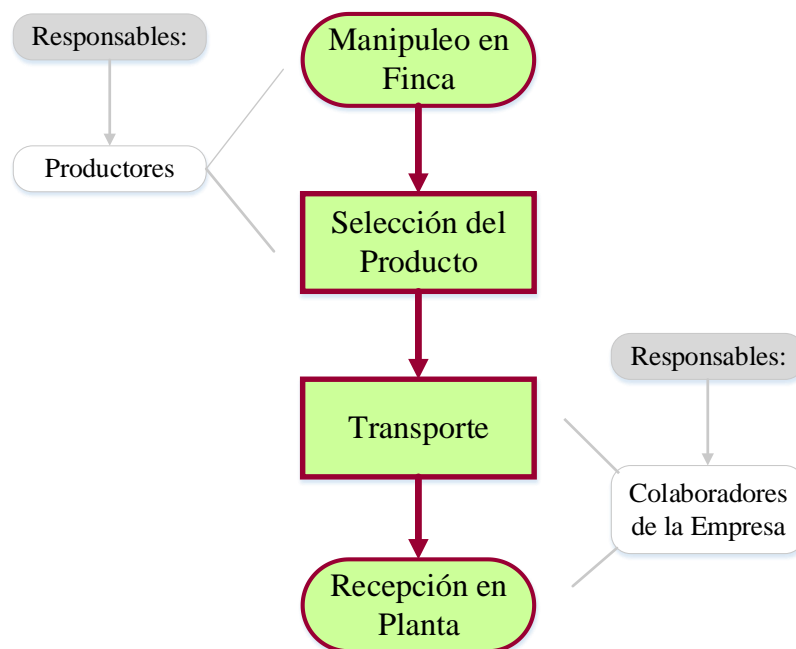 Responsables:
Manipuleo en
Finca
Productores
Selección del
Producto
Responsables:
Transporte
Colaboradores
de la Empresa
Recepción en
Planta